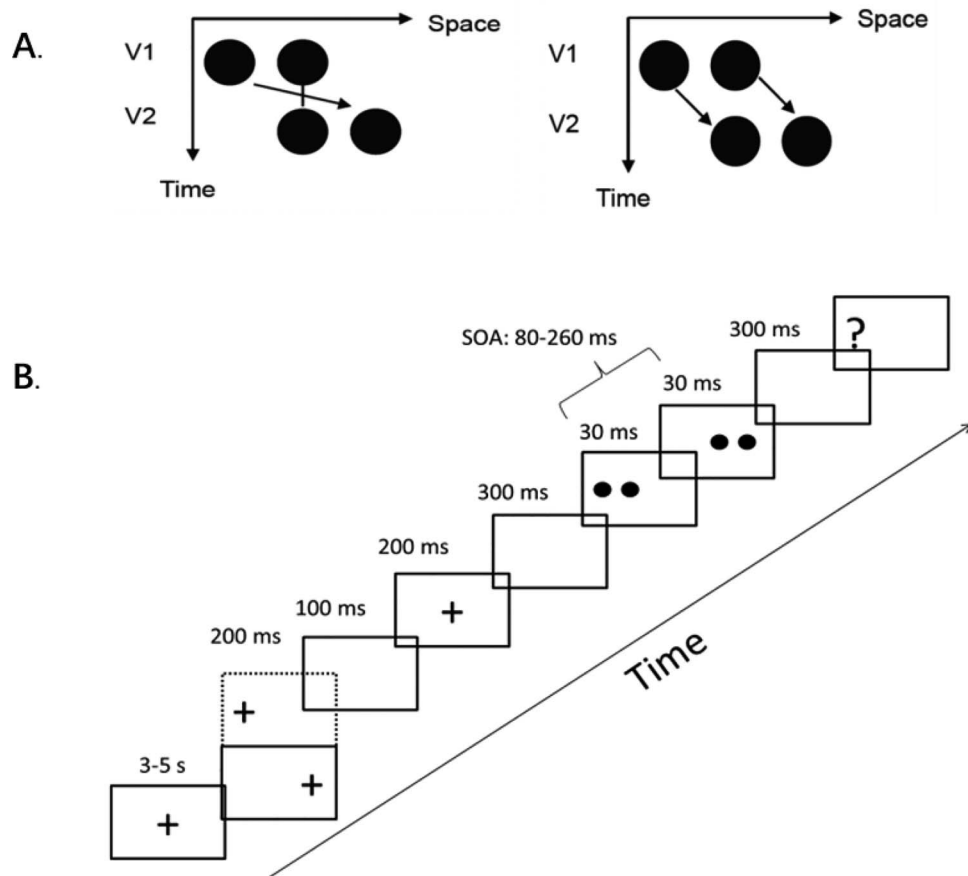 A.
V1
V2
Space
Time
V1
V2
Space
Time
B.
3-5 s
+
200 ms
+
+
100 ms
200 ms
+
300 ms
SOA: 80-260 ms
30 ms
30 ms
300 ms
?
Time